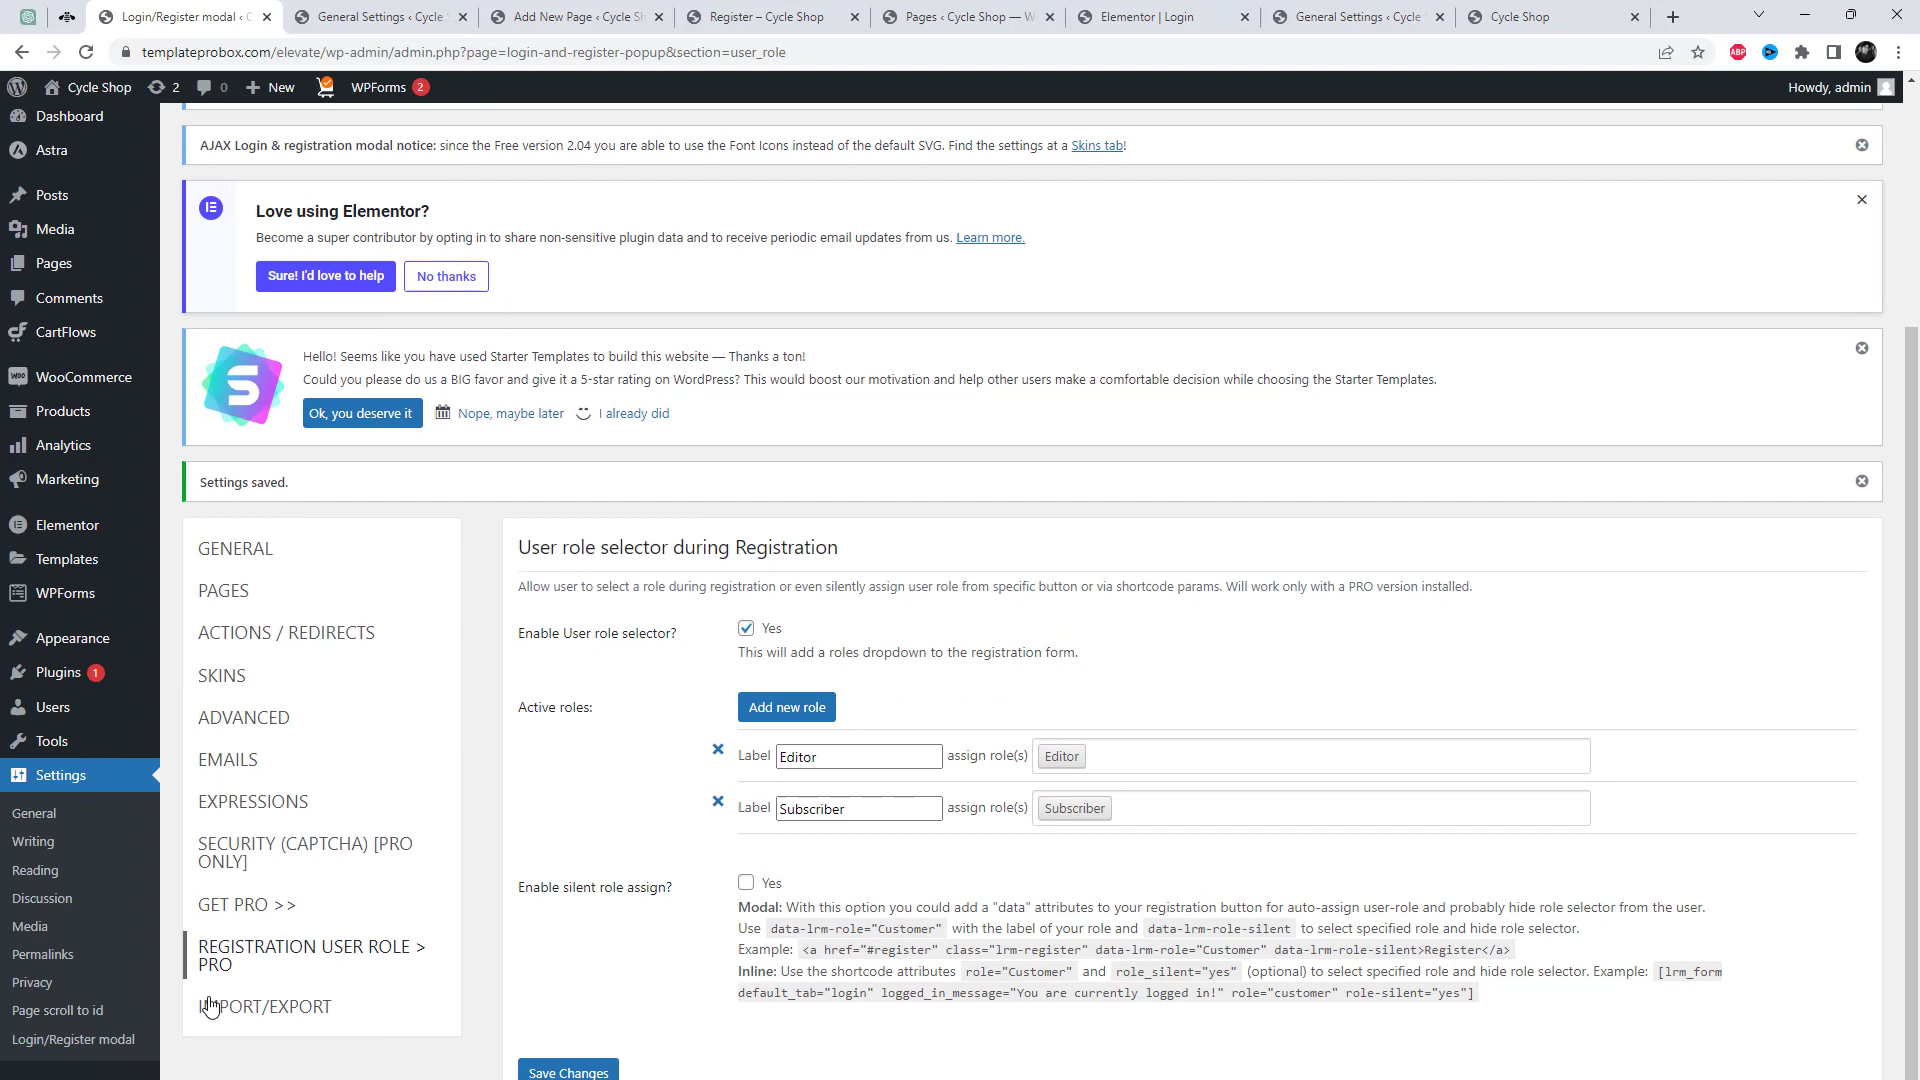 Login/Register modal ‹ C
General Settings ‹ Cycle S
Add New Page ‹ Cycle Sh
Register – Cycle Shop
Pages ‹ Cycle Shop — W
Elementor | Login
General Settings ‹ Cycle
Cycle Shop
templateprobox.com/elevate/wp-admin/admin.php?page=login-and-register-popup&section=user_role
ABP
Cycle Shop
2
0
New
WPForms 2
Howdy, admin
Dashboard
Astra
Posts
Media
Pages
Comments
CartFlows
WooCommerce
Products
Analytics
Marketing
Elementor
Templates
WPForms
Appearance
Plugins 1
Users
Tools
Settings
General
Writing
Reading
Discussion
Media
Permalinks
Privacy
Page scroll to id
Login/Register modal
AJAX Login & registration modal notice: since the Free version 2.04 you are able to use the Font Icons instead of the default SVG. Find the settings at a Skins tab!
Love using Elementor?
Become a super contributor by opting in to share non-sensitive plugin data and to receive periodic email updates from us. Learn more.
Sure! I'd love to help
No thanks
Hello! Seems like you have used Starter Templates to build this website — Thanks a ton!
Could you please do us a BIG favor and give it a 5-star rating on WordPress? This would boost our motivation and help other users make a comfortable decision while choosing the Starter Templates.
Ok, you deserve it
Nope, maybe later
I already did
Settings saved.
GENERAL
PAGES
ACTIONS / REDIRECTS
SKINS
ADVANCED
EMAILS
EXPRESSIONS
SECURITY (CAPTCHA) [PRO
ONLY]
GET PRO >>
REGISTRATION USER ROLE >
PRO
IMPORT/EXPORT
User role selector during Registration
Allow user to select a role during registration or even silently assign user role from specific button or via shortcode params. Will work only with a PRO version installed.
Enable User role selector?
Yes
This will add a roles dropdown to the registration form.
Active roles:
Add new role
Label Editor assign role(s) Editor
Label Subscriber assign role(s) Subscriber
Enable silent role assign?
Yes
Modal: With this option you could add a "data" attributes to your registration button for auto-assign user-role and probably hide role selector from the user.
Use data-lrm-role="Customer" with the label of your role and data-lrm-role-silent to select specified role and hide role selector.
Example: <a href="#register" class="lrm-register" data-lrm-role="Customer" data-lrm-role-silent>Register</a>
Inline: Use the shortcode attributes role="Customer" and role_silent="yes" (optional) to select specified role and hide role selector. Example: [lrm_form
default_tab="login" logged_in_message="You are currently logged in!" role="customer" role-silent="yes"]
Save Changes